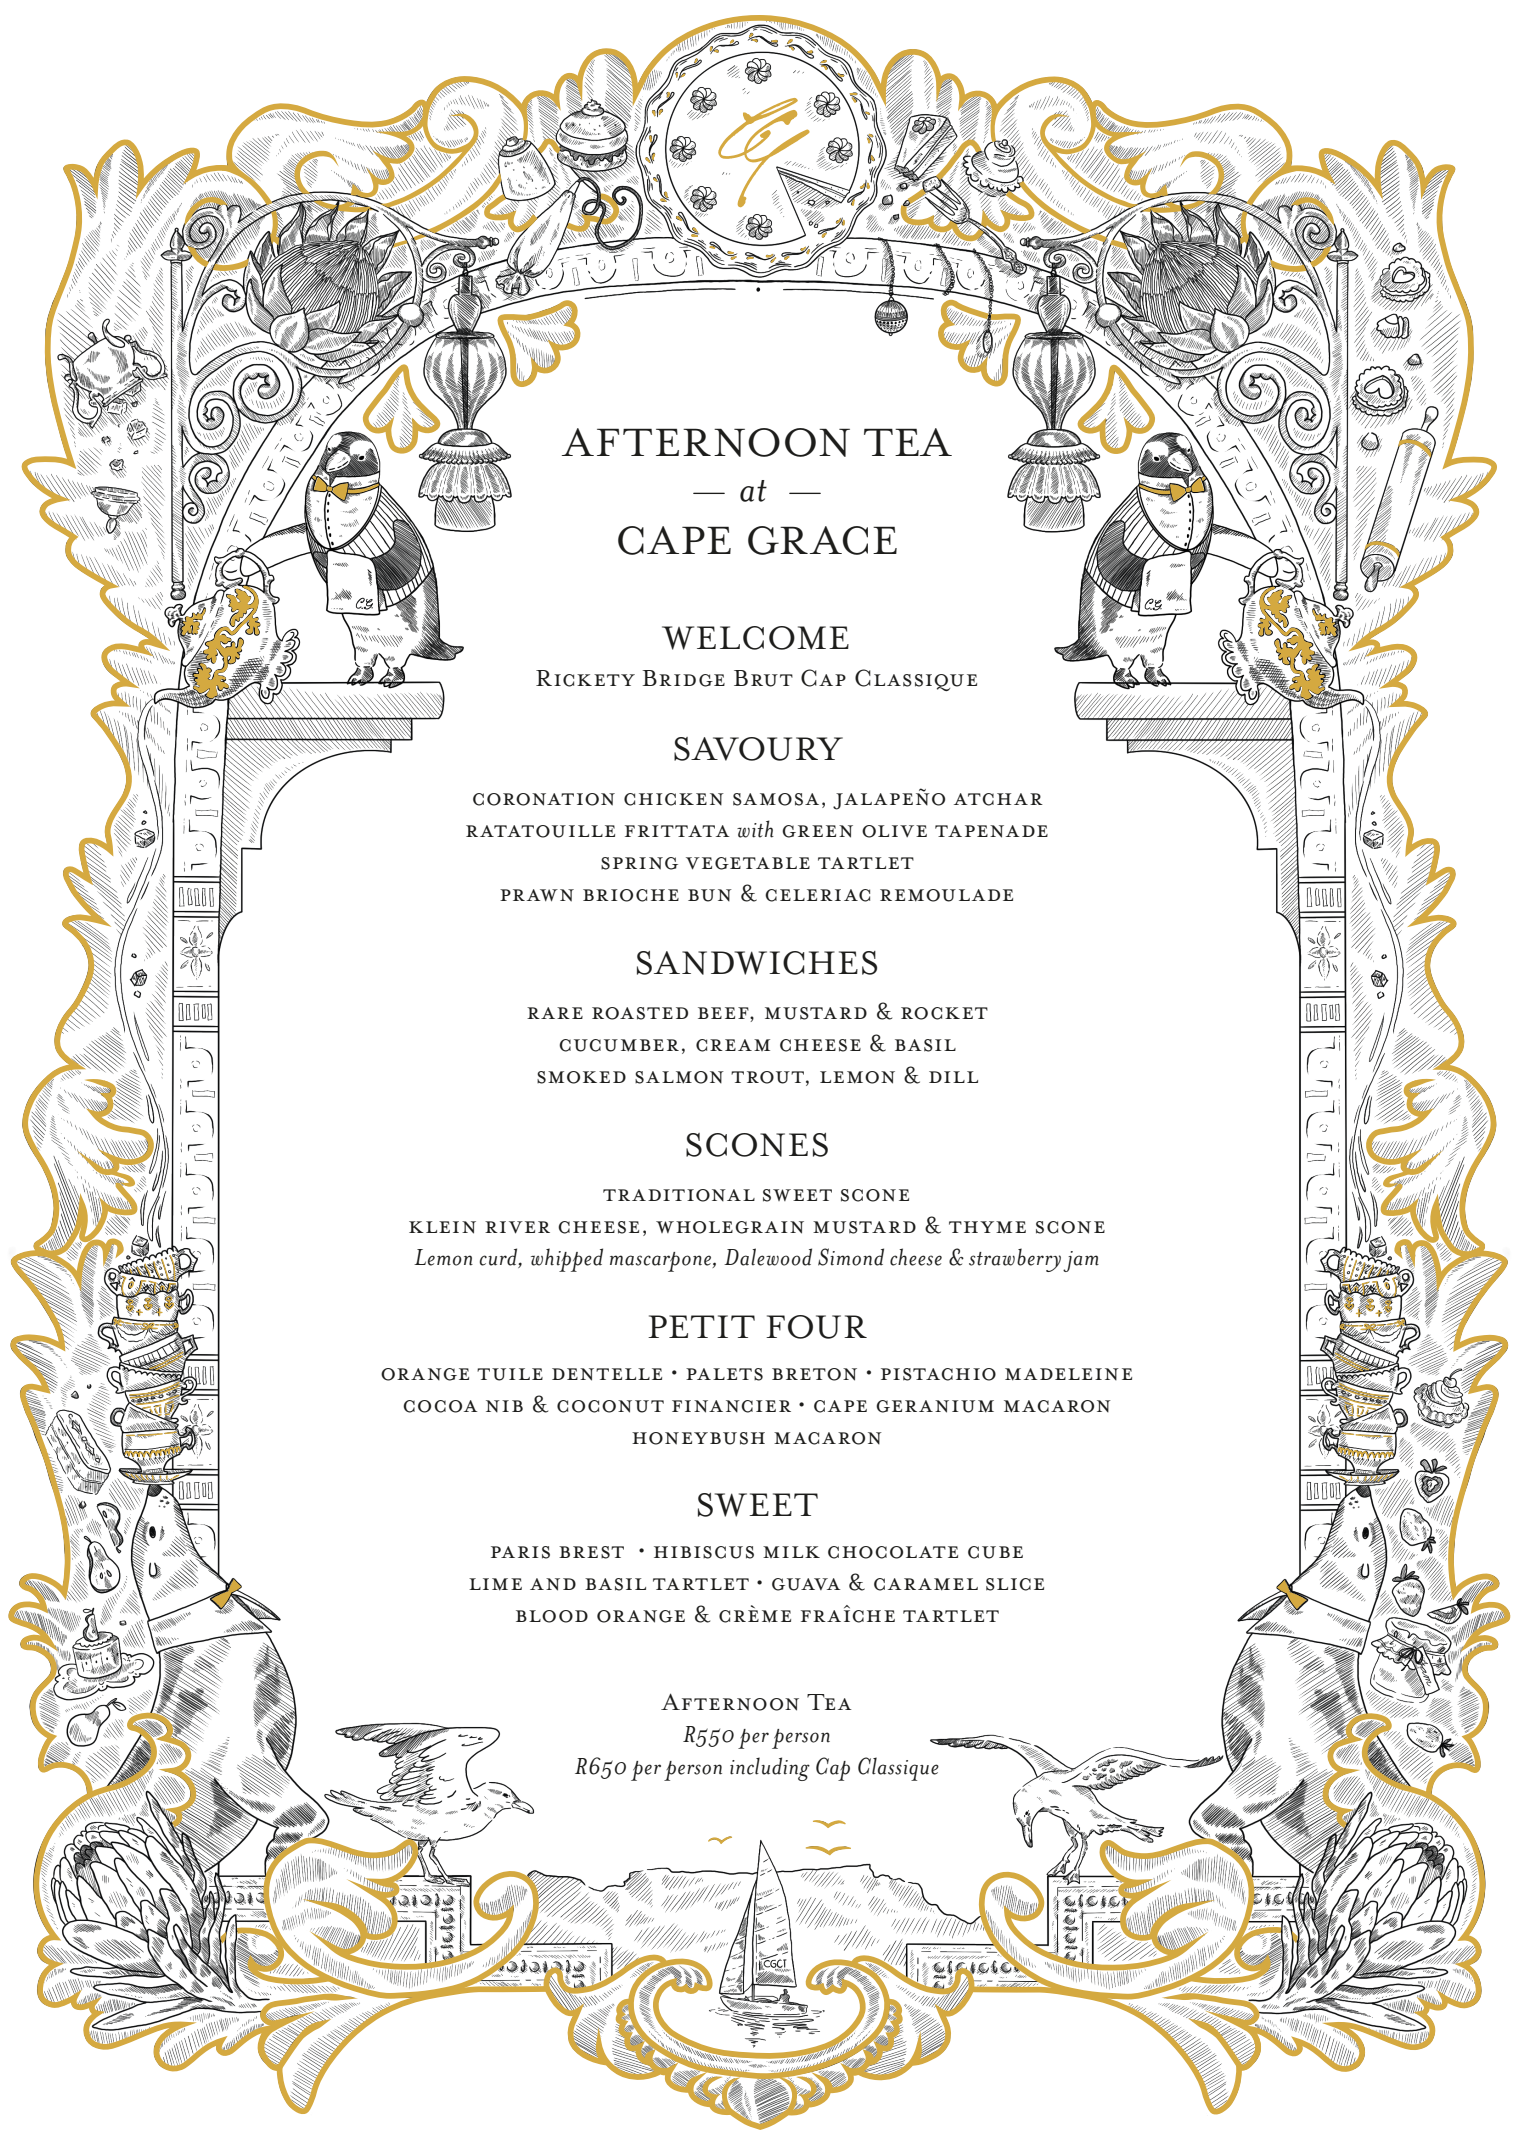 CG
AFTERNOON TEA
— at —
CAPE GRACE
C.G
C.G
WELCOME
Rickety Bridge Brut Cap Classique
SAVOURY
CORONATION CHICKEN SAMOSA, JALAPEÑO ATCHAR
RATATOUILLE FRITTATA with GREEN OLIVE TAPENADE
SPRING VEGETABLE TARTLET
PRAWN BRIOCHE BUN & CELERIAC REMOULADE
SANDWICHES
RARE ROASTED BEEF, MUSTARD & ROCKET
CUCUMBER, CREAM CHEESE & BASIL
SMOKED SALMON TROUT, LEMON & DILL
SCONES
TRADITIONAL SWEET SCONE
KLEIN RIVER CHEESE, WHOLEGRAIN MUSTARD & THYME SCONE
Lemon curd, whipped mascarpone, Dalewood Simond cheese & strawberry jam
PETIT FOUR
ORANGE TUILE DENTELLE • PALETS BRETON • PISTACHIO MADELEINE
COCOA NIB & COCONUT FINANCIER • CAPE GERANIUM MACARON
HONEYBUSH MACARON
SWEET
PARIS BREST • HIBISCUS MILK CHOCOLATE CUBE
LIME AND BASIL TARTLET • GUAVA & CARAMEL SLICE
BLOOD ORANGE & CRÈME FRAÎCHE TARTLET
Afternoon Tea
R550 per person
R650 per person including Cap Classique
CGCT